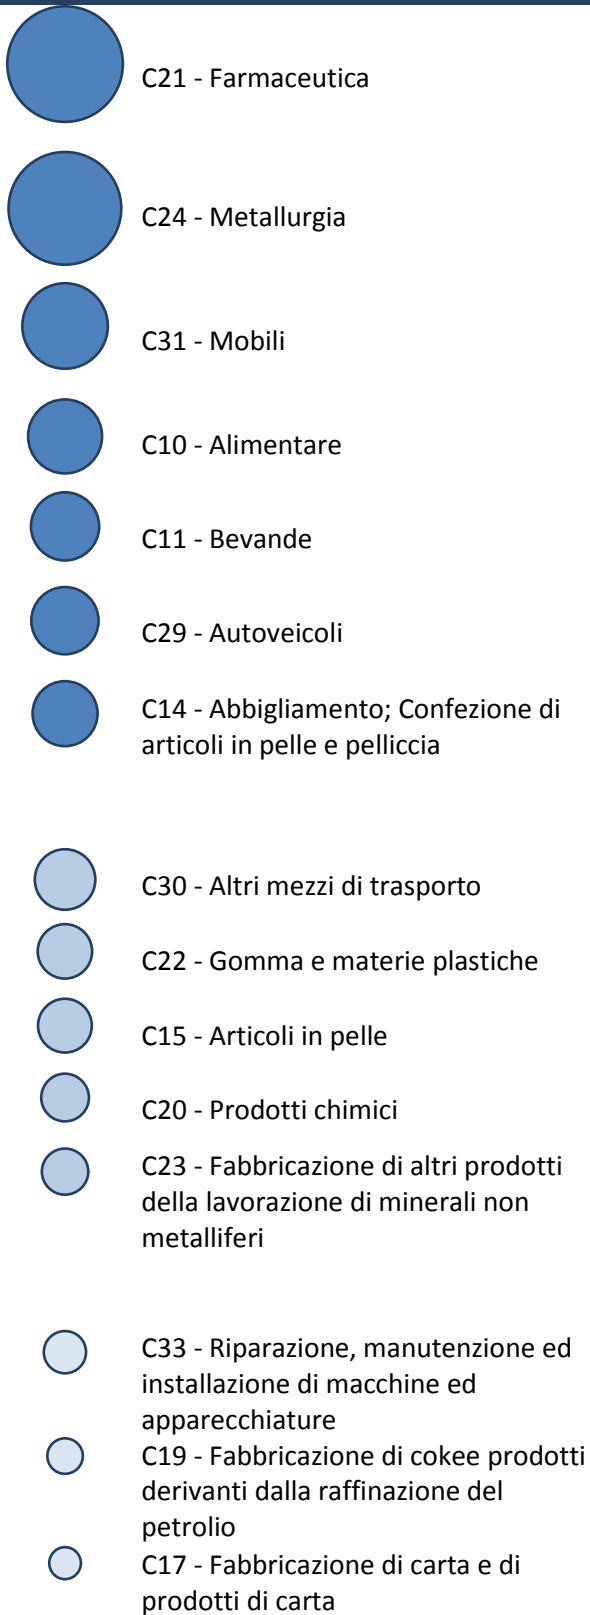 C21 - Farmaceutica
C24 - Metallurgia
C31 - Mobili
C10 - Alimentare
C11 - Bevande
C29 - Autoveicoli
C14 - Abbigliamento; Confezione di
articoli in pelle e pelliccia
C30 - Altri mezzi di trasporto
C22 - Gomma e materie plastiche
C15 - Articoli in pelle
C20 - Prodotti chimici
C23 - Fabbricazione di altri prodotti
della lavorazione di minerali non
metalliferi
C33 - Riparazione, manutenzione ed
installazione di macchine ed
apparecchiature
C19 - Fabbricazione di cokee prodotti
derivanti dalla raffinazione del
petrolio
C17 - Fabbricazione di carta e di
prodotti di carta